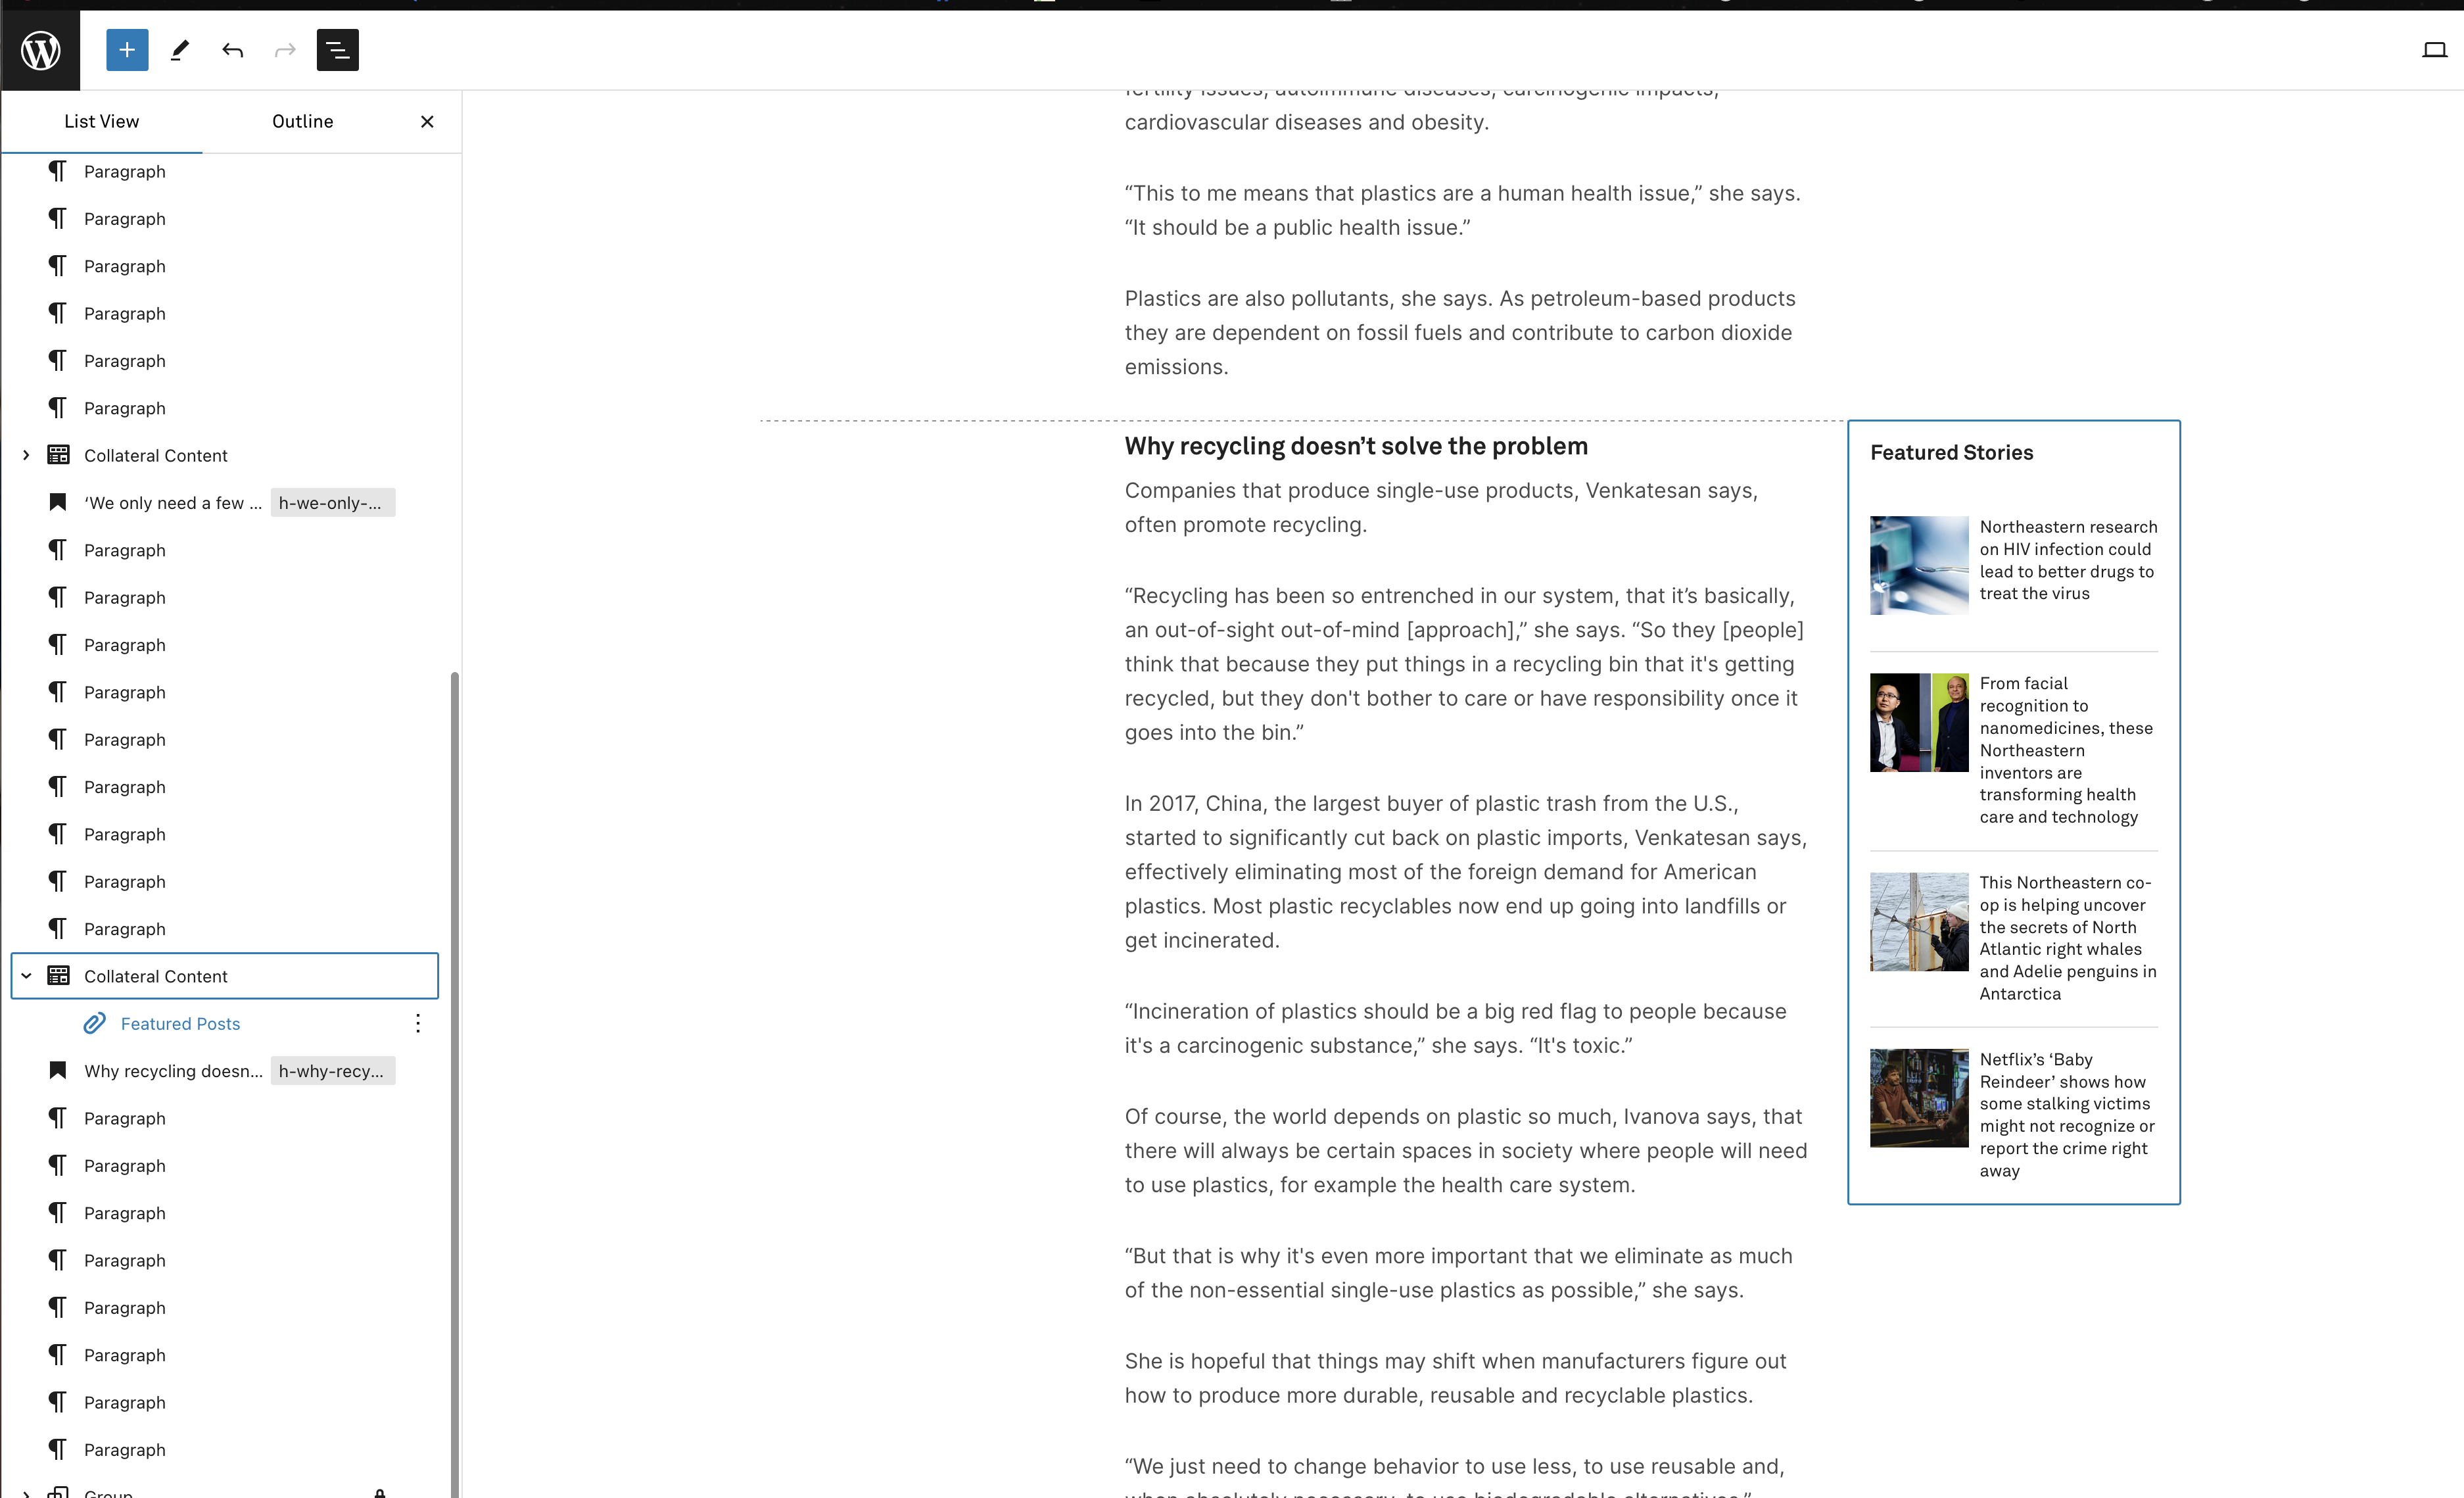 List View
Outline
Paragraph
Paragraph
Paragraph
Paragraph
Paragraph
Paragraph
Collateral Content
‘We only need a few ...
h-we-only-...
Paragraph
Paragraph
Paragraph
Paragraph
Paragraph
Paragraph
Paragraph
Paragraph
Paragraph
Collateral Content
Featured Posts
Why recycling doesn...
h-why-recy...
Paragraph
Paragraph
Paragraph
Paragraph
Paragraph
Paragraph
Paragraph
Paragraph
Group
fertility issues, autoimmune diseases, carcinogenic impacts,
cardiovascular diseases and obesity.
“This to me means that plastics are a human health issue,” she says.
“It should be a public health issue.”
Plastics are also pollutants, she says. As petroleum-based products
they are dependent on fossil fuels and contribute to carbon dioxide
emissions.
Why recycling doesn’t solve the problem
Companies that produce single-use products, Venkatesan says,
often promote recycling.
“Recycling has been so entrenched in our system, that it’s basically,
an out-of-sight out-of-mind [approach],” she says. “So they [people]
think that because they put things in a recycling bin that it's getting
recycled, but they don't bother to care or have responsibility once it
goes into the bin.”
In 2017, China, the largest buyer of plastic trash from the U.S.,
started to significantly cut back on plastic imports, Venkatesan says,
effectively eliminating most of the foreign demand for American
plastics. Most plastic recyclables now end up going into landfills or
get incinerated.
“Incineration of plastics should be a big red flag to people because
it's a carcinogenic substance,” she says. “It's toxic.”
Of course, the world depends on plastic so much, Ivanova says, that
there will always be certain spaces in society where people will need
to use plastics, for example the health care system.
“But that is why it's even more important that we eliminate as much
of the non-essential single-use plastics as possible,” she says.
She is hopeful that things may shift when manufacturers figure out
how to produce more durable, reusable and recyclable plastics.
“We just need to change behavior to use less, to use reusable and,
when absolutely necessary, to use biodegradable alternatives.”
Featured Stories
Northeastern research
on HIV infection could
lead to better drugs to
treat the virus
From facial
recognition to
nanomedicines, these
Northeastern
inventors are
transforming health
care and technology
This Northeastern co-
op is helping uncover
the secrets of North
Atlantic right whales
and Adelie penguins in
Antarctica
Netflix’s ‘Baby
Reindeer’ shows how
some stalking victims
might not recognize or
report the crime right
away